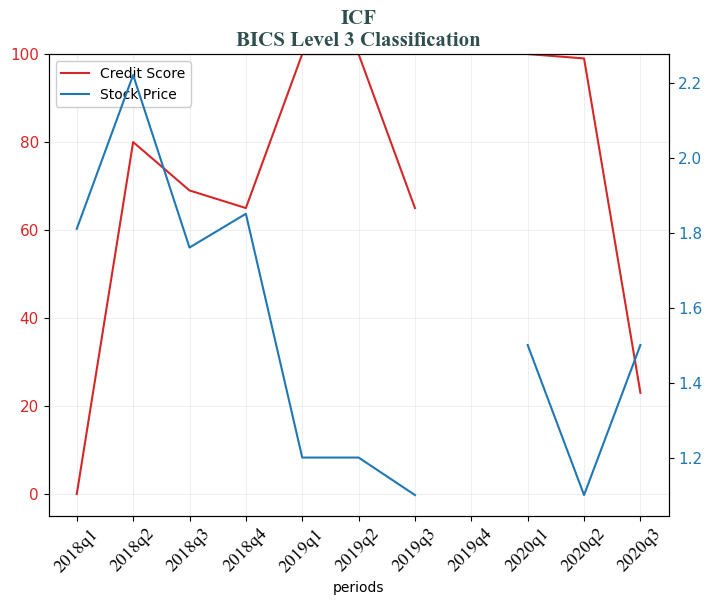 ICF
BICS Level 3 Classification
Credit Score
Stock Price
100
80
60
40
20
0
2.2
2.0
1.8
1.6
1.4
1.2
2018q1
2018q2
2018q3
2018q4
2019q1
2019q2
2019q3
2019q4
2020q1
2020q2
2020q3
periods